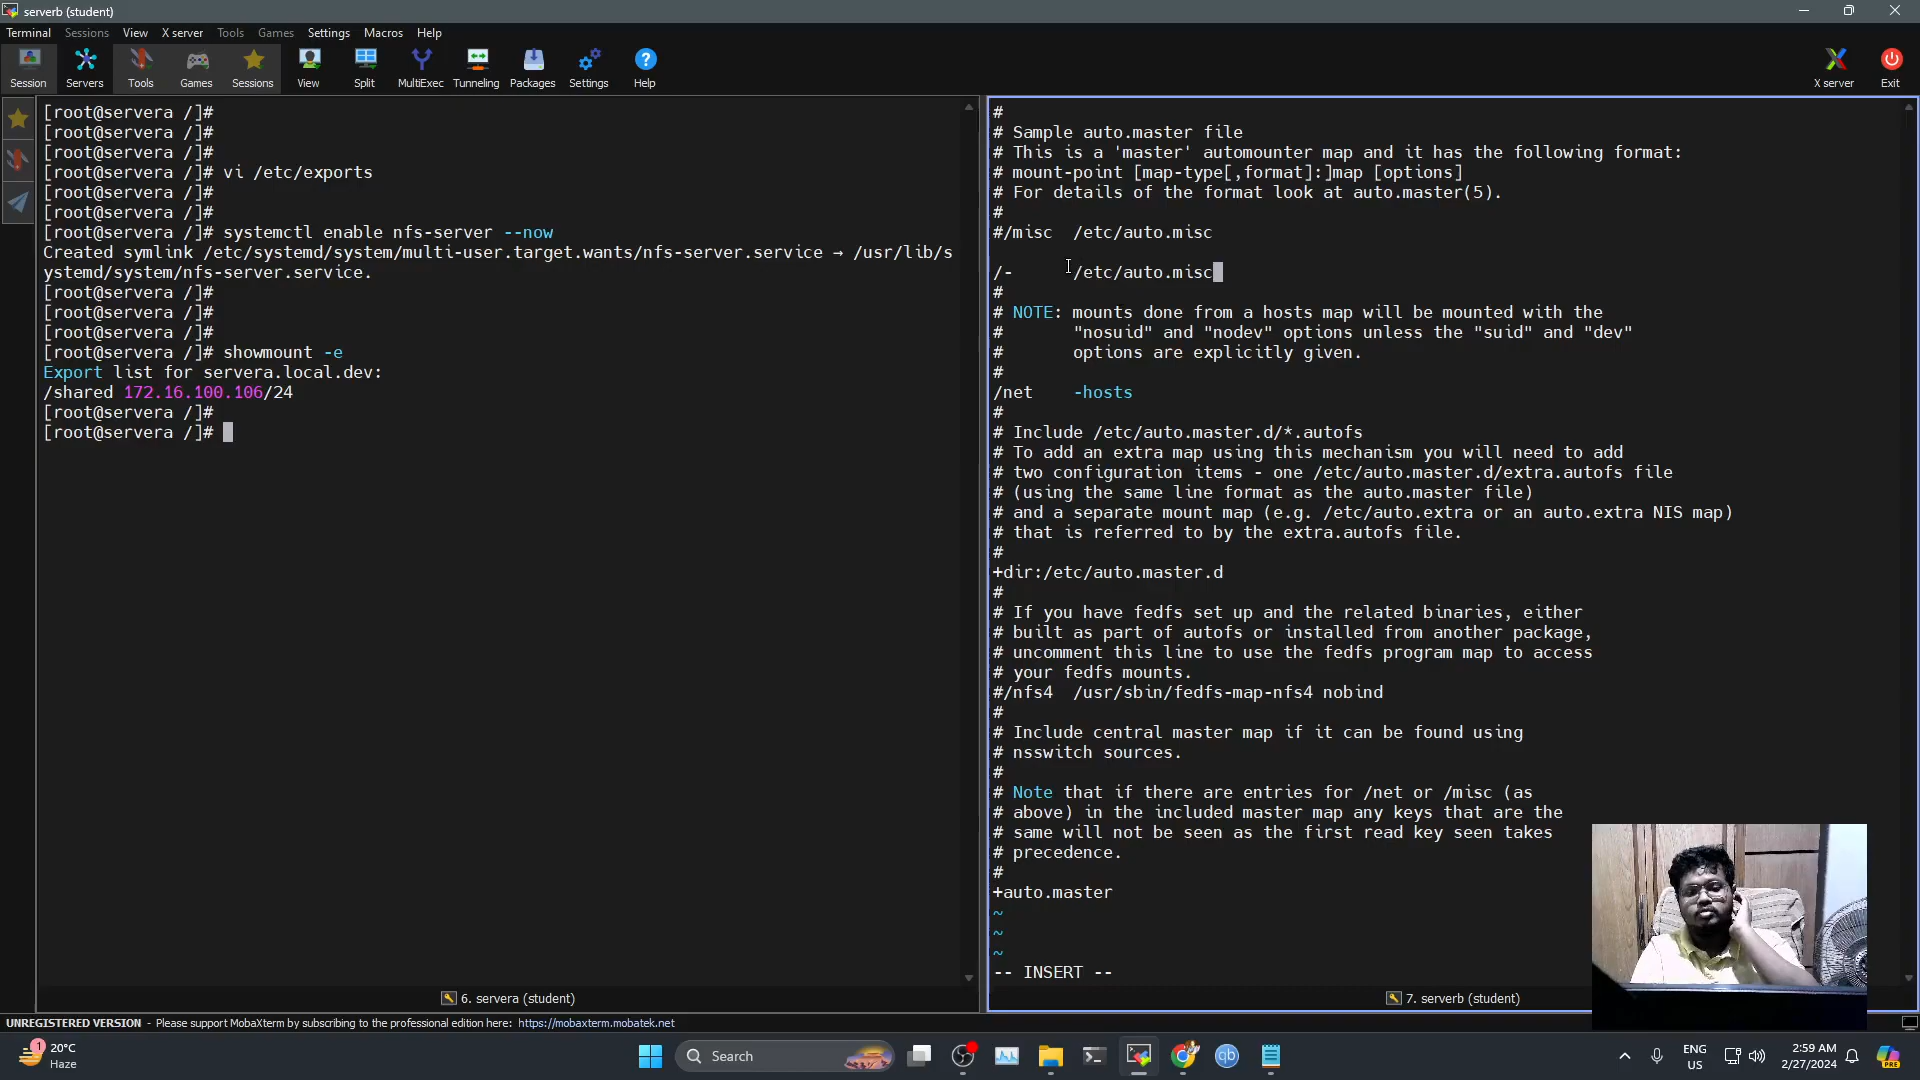 serverb (student)
Terminal Sessions View X server Tools Games Settings Macros Help
Session Servers Tools Games Sessions View Split MultiExec Tunneling Packages Settings Help X server Exit
[root@servera /]#
[root@servera /]#
[root@servera /]#
[root@servera /]# vi /etc/exports
[root@servera /]#
[root@servera /]#
[root@servera /]# systemctl enable nfs-server --now
Created symlink /etc/systemd/system/multi-user.target.wants/nfs-server.service → /usr/lib/s
ystemd/system/nfs-server.service.
[root@servera /]#
[root@servera /]#
[root@servera /]#
[root@servera /]# showmount -e
Export list for servera.local.dev:
/shared 172.16.100.106/24
[root@servera /]#
[root@servera /]#
6. servera (student)
#
# Sample auto.master file
# This is a 'master' automounter map and it has the following format:
# mount-point [map-type[,format]:]map [options]
# For details of the format look at auto.master(5).
#
#/misc /etc/auto.misc
/- /etc/auto.misc
#
# NOTE: mounts done from a hosts map will be mounted with the
# "nosuid" and "nodev" options unless the "suid" and "dev"
# options are explicitly given.
#
/net -hosts
#
# Include /etc/auto.master.d/*.autofs
# To add an extra map using this mechanism you will need to add
# two configuration items - one /etc/auto.master.d/extra.autofs file
# (using the same line format as the auto.master file)
# and a separate mount map (e.g. /etc/auto.extra or an auto.extra NIS map)
# that is referred to by the extra.autofs file.
#
+dir:/etc/auto.master.d
#
# If you have fedfs set up and the related binaries, either
# built as part of autofs or installed from another package,
# uncomment this line to use the fedfs program map to access
# your fedfs mounts.
#/nfs4 /usr/sbin/fedfs-map-nfs4 nobind
#
# Include central master map if it can be found using
# nsswitch sources.
#
# Note that if there are entries for /net or /misc (as
# above) in the included master map any keys that are the
# same will not be seen as the first read key seen takes
# precedence.
#
+auto.master
~
~
~
-- INSERT --
7. serverb (student)
UNREGISTERED VERSION - Please support MobaXterm by subscribing to the professional edition here: https://mobaxterm.mobatek.net
1
20°C
Haze
Search
qb
PRE
ENG
US
2:59 AM
2/27/2024